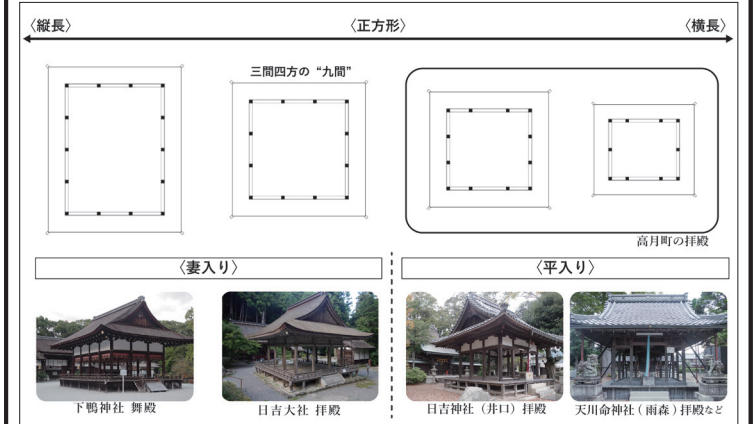 〈縦長〉
〈正方形〉
〈横長〉
三間四方の“九間”
高月町の拝殿
〈妻入り〉
〈平入り〉
下鴨神社 舞殿
日吉大社 拝殿
日吉神社（井口）拝殿
天川命神社（雨森）拝殿など